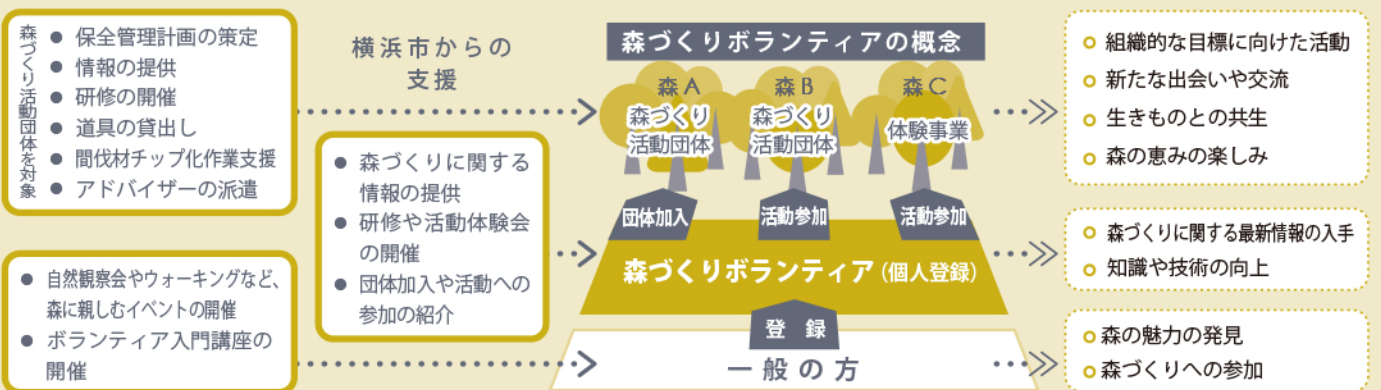 森づくり活動団体を対象
● 保全管理計画の策定
● 情報の提供
● 研修の開催
● 道具の貸出し
● 間伐材チップ化作業支援
● アドバイザーの派遣
● 自然観察会やウォーキングなど、
森に親しむイベントの開催
● ボランティア入門講座の
開催
横浜市からの
支援
● 森づくりに関する
情報の提供
● 研修や活動体験会
の開催
● 団体加入や活動への
参加の紹介
森づくりボランティアの概念
森A
森づくり
活動団体
森B
森づくり
活動団体
森C
体験事業
団体加入
活動参加
活動参加
森づくりボランティア（個人登録）
登 録
一般の方
組織的な目標に向けた活動
新たな出会いや交流
生きものとの共生
森の恵みの楽しみ
森づくりに関する最新情報の入手
知識や技術の向上
森の魅力の発見
森づくりへの参加